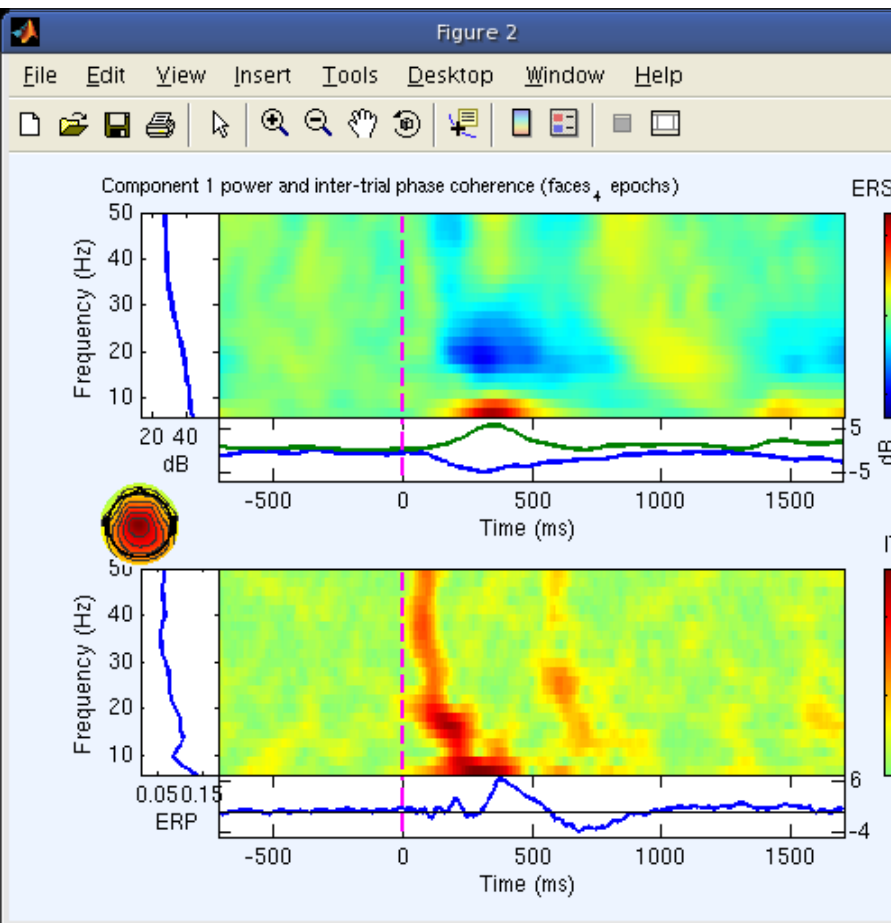 Figure 2
File Edit View Insert Tools Desktop Window Help
Component 1 power and inter-trial phase coherence (faces_4 epochs)
ERS
50
40
30
20
10
Frequency (Hz)
20 40
dB
5
-5
dB
-500 0 500 1000 1500
Time (ms)
IT
50
40
30
20
10
Frequency (Hz)
0.05 0.15
ERP
6
-4
-500 0 500 1000 1500
Time (ms)